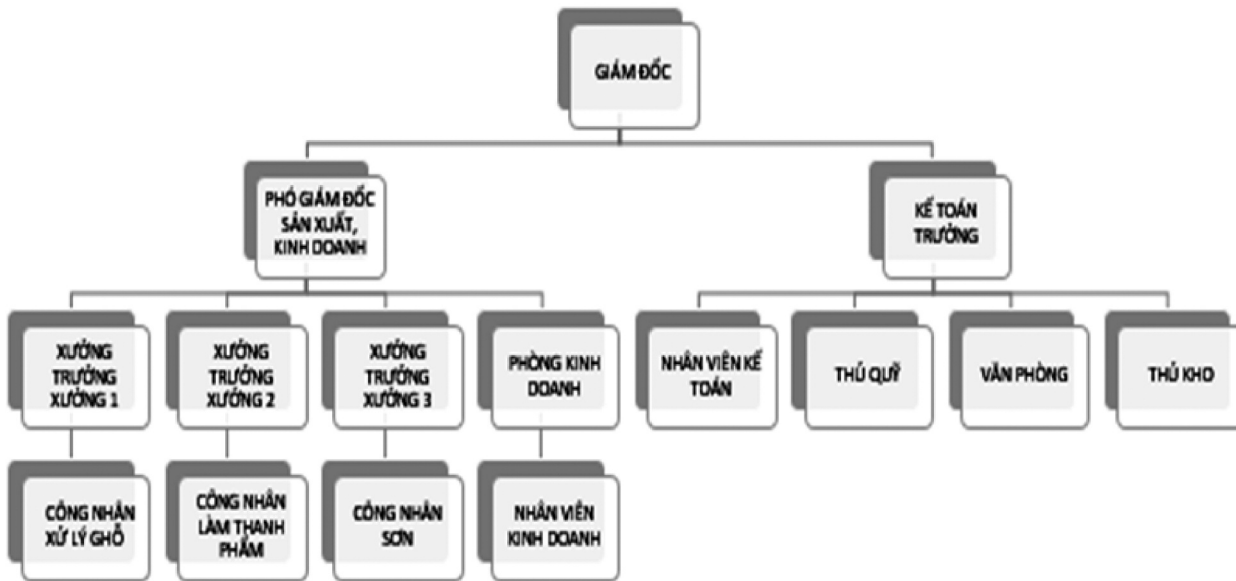 GIÁM ĐỐC
PHÓ GIÁM ĐỐC
SẢN XUẤT,
KINH DOANH
KẾ TOÁN
TRƯỞNG
XƯỞNG
TRƯỞNG
XƯỞNG 1
XƯỞNG
TRƯỞNG
XƯỞNG 2
XƯỞNG
TRƯỞNG
XƯỞNG 3
PHÒNG KINH
DOANH
NHÂN VIÊN KẾ
TOÁN
THỦ QUỸ
VĂN PHÒNG
THỦ KHO
CÔNG NHÂN
XỬ LÝ GHỖ
CÔNG NHÂN
LÀM THANH
PHẨM
CÔNG NHÂN
SƠN
NHÂN VIÊN
KINH DOANH